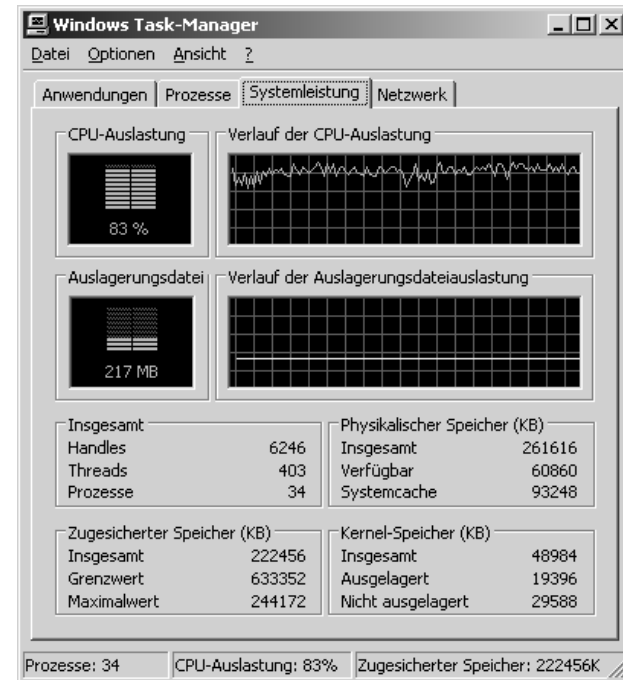 Windows Task-Manager
Datei Optionen Ansicht ?
Anwendungen Prozesse Systemleistung Netzwerk
CPU-Auslastung Verlauf der CPU-Auslastung
83 %
Auslagerungsdatei Verlauf der Auslagerungsdateiauslastung
217 MB
Insgesamt
Handles 6246
Threads 403
Prozesse 34
Physikalischer Speicher (KB)
Insgesamt 261616
Verfügbar 60860
Systemcache 93248
Zugesicherter Speicher (KB)
Insgesamt 222456
Grenzwert 633352
Maximalwert 244172
Kernel-Speicher (KB)
Insgesamt 48984
Ausgelagert 19396
Nicht ausgelagert 29588
Prozesse: 34 CPU-Auslastung: 83% Zugesicherter Speicher: 222456K